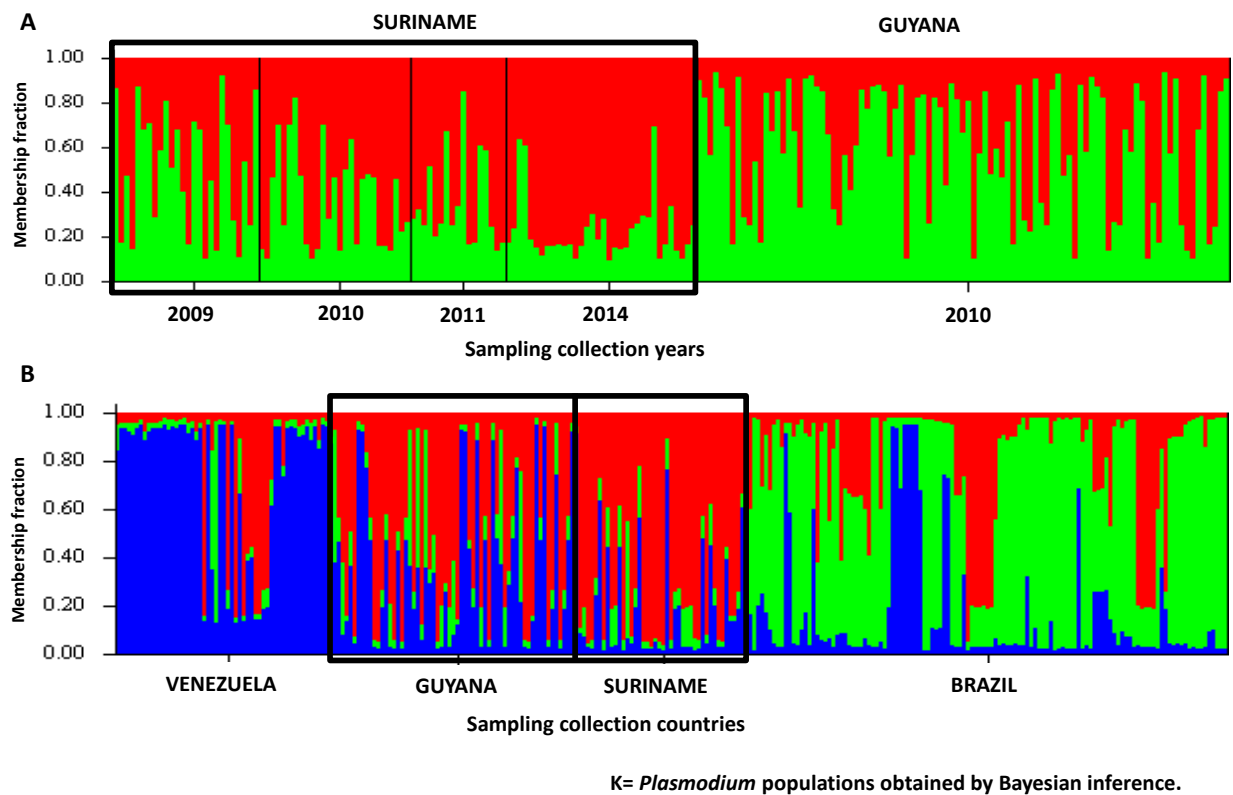 A
SURINAME
GUYANA
1.00
0.80
0.60
0.40
0.20
0.00
Membership fraction
2009
2010
2011
2014
2010
Sampling collection years
B
1.00
0.80
0.60
0.40
0.20
0.00
Membership fraction
VENEZUELA
GUYANA
SURINAME
BRAZIL
Sampling collection countries
K= Plasmodium populations obtained by Bayesian inference.